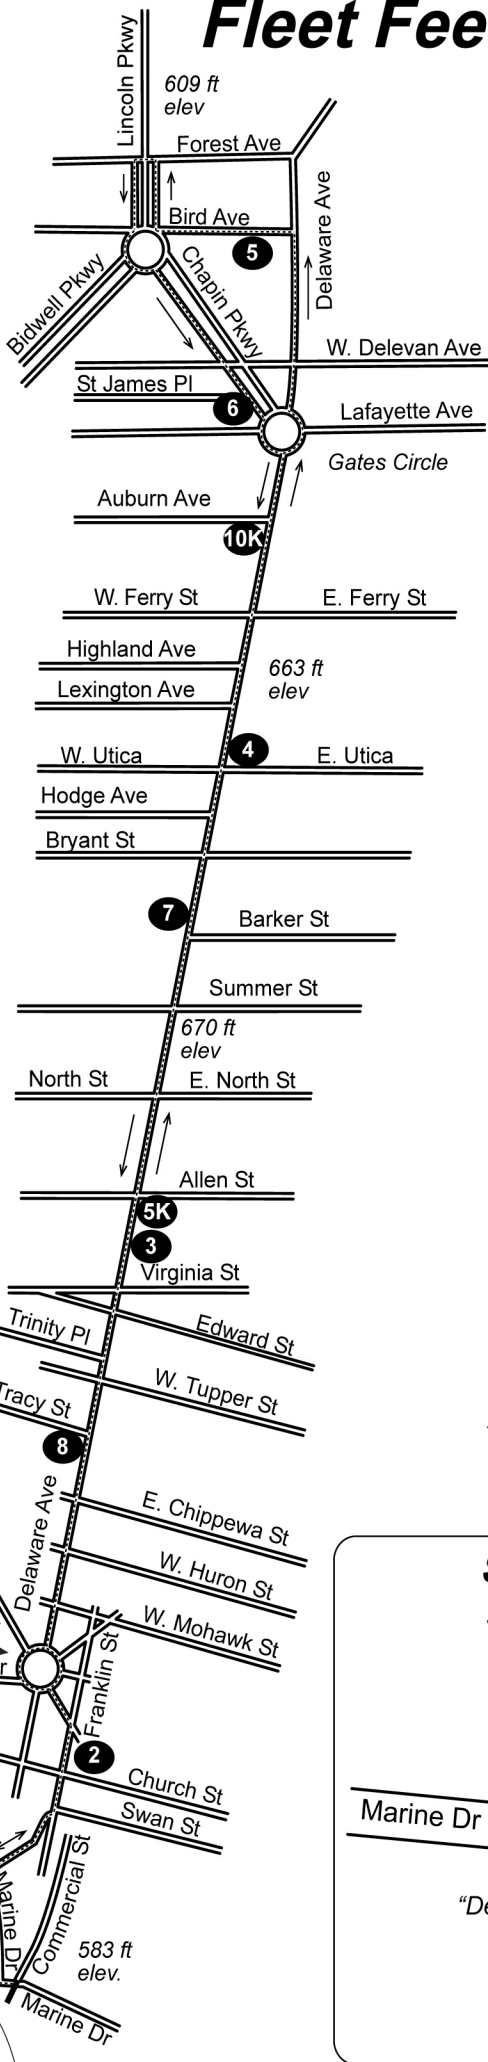 Fleet Fee
Lincoln Pkwy
609 ft
elev
Forest Ave
Bird Ave
5
Delaware Ave
Bidwell Pkwy
Chapin Pkwy
W. Delevan Ave
St James Pl
6
Lafayette Ave
Gates Circle
Auburn Ave
10K
W. Ferry St
E. Ferry St
Highland Ave
663 ft
elev
Lexington Ave
4
W. Utica
E. Utica
Hodge Ave
Bryant St
7
Barker St
Summer St
670 ft
elev
North St
E. North St
Allen St
5K
3
Virginia St
Trinity Pl
Edward St
W. Tupper St
Tracy St
8
Delaware Ave
E. Chippewa St
W. Huron St
W. Mohawk St
r
Franklin St
2
Church St
Swan St
Marine Dr
Marine Dr
Commercial St
"De
583 ft
elev.
Marine Dr